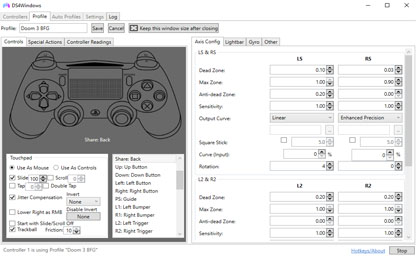 DS4Windows
Controllers Profile Auto Profiles Settings Log
Profile: Doom 3 BFG Save Cancel Keep this window size after closing
Controls Special Actions Controller Readings
Axis Config Lightbar Gyro Other
LS & RS
LS RS
Dead Zone: 0.10 0.03
Max Zone: 1.00 0.90
Anti-dead Zone: 0.20 0.00
Sensitivity: 1.00 1.00
Output Curve: Linear Enhanced Precision
Square Stick: 5.0 5.0
Curve (Input): 0 % 0 %
Rotation: 4 0
L2 & R2
L2 R2
Dead Zone: 0.20 0.20
Max Zone: 1.00 1.00
Anti-dead Zone: 0.00 0.00
Sensitivity: 1.00 1.00
Share: Back
Touchpad
Use As Mouse Use As Controls
Slide 100 Scroll 0
Tap 0 Double Tap
Jitter Compensation
Invert
None
Lower Right as RMB
Disable Invert
None
Start with Slide/Scroll Off
Trackball Friction: 10
Share: Back
Up: Up Button
Down: Down Button
Left: Left Button
Right: Right Button
PS: Guide
L1: Left Bumper
R1: Right Bumper
L2: Left Trigger
R2: Right Trigger
Controller 1 is using Profile "Doom 3 BFG"
Hotkeys/About Stop